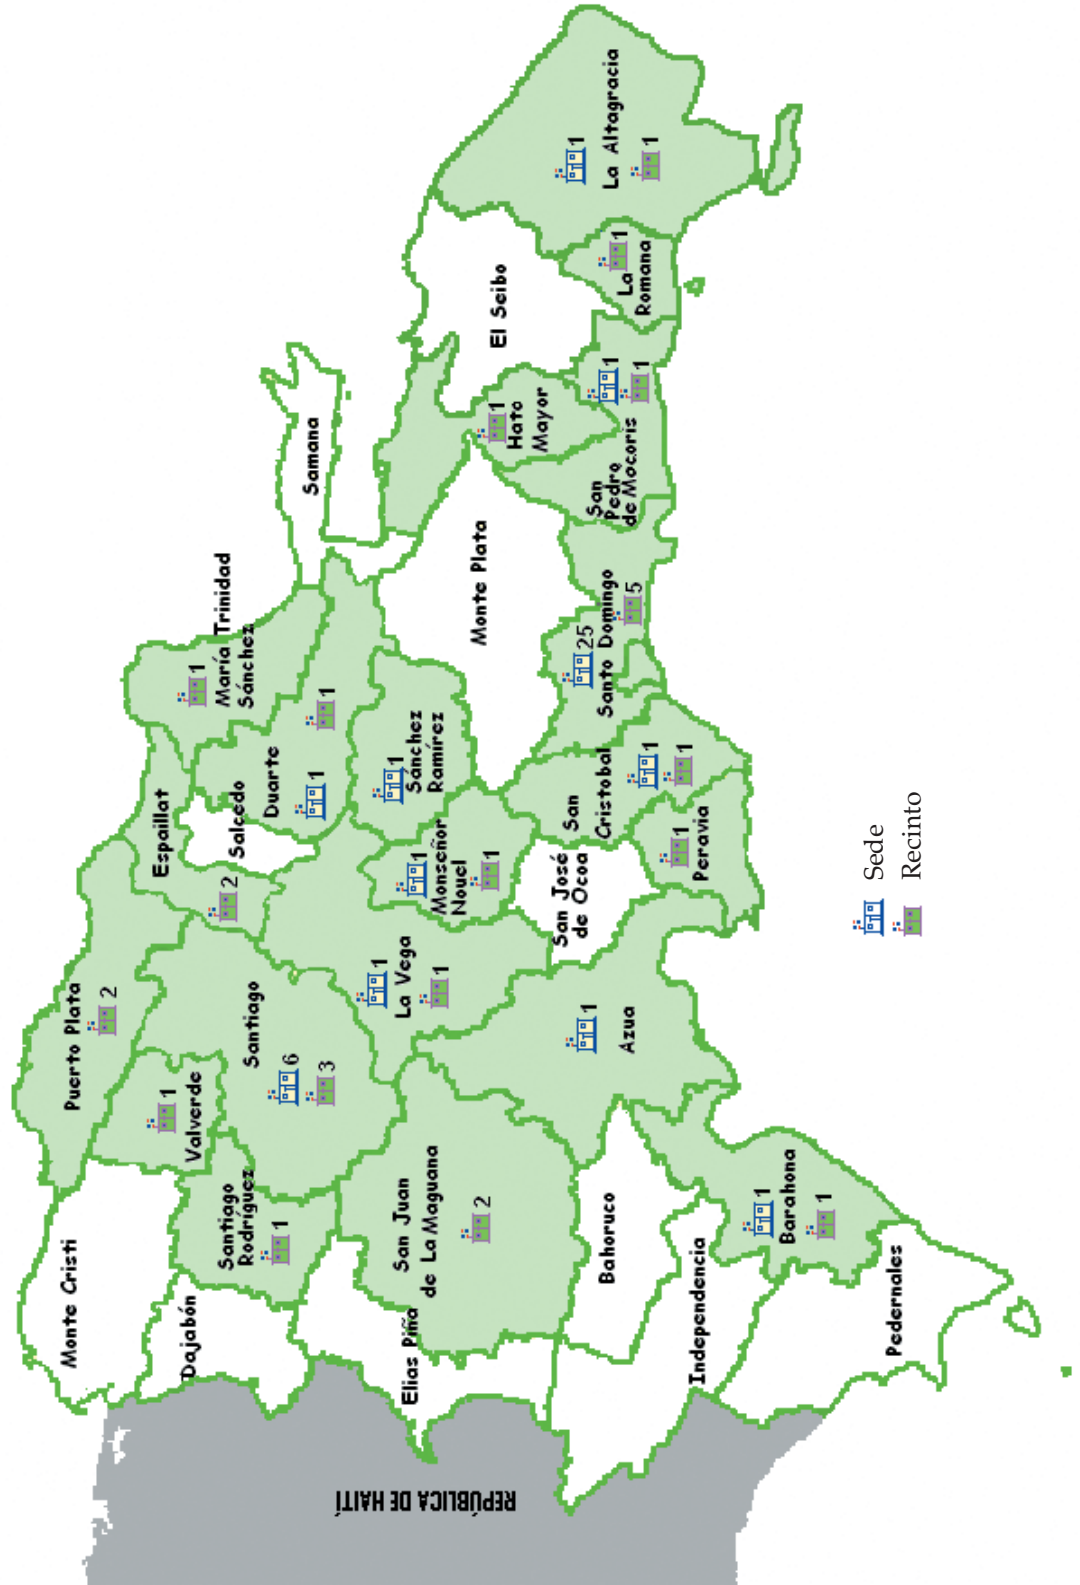 Monte Cristi
Puerto Plata
2
Valverde
1
Espaillat
2
María Trinidad
Sánchez
1
Dajabón
Santiago
Rodríguez
1
Santiago
6
3
Salcedo
Duarte
1
1
Samana
Elias Piña
San Juan
de La Maguana
2
La Vega
1
1
Monseñor
Nouel
1
1
Sánchez
Ramírez
1
Monte Plata
Hato
Mayor
1
El Seibo
La Altagracia
1
1
La
Romana
1
San
Pedro
de Mocorís
1
1
Santo Domingo
25
5
San
Cristobal
1
1
San José
de Ocoa
Peravia
1
Azua
1
Bahoruco
Independencia
Barahona
1
1
Pedernales
REPÚBLICA DE HAITÍ
Sede
Recinto